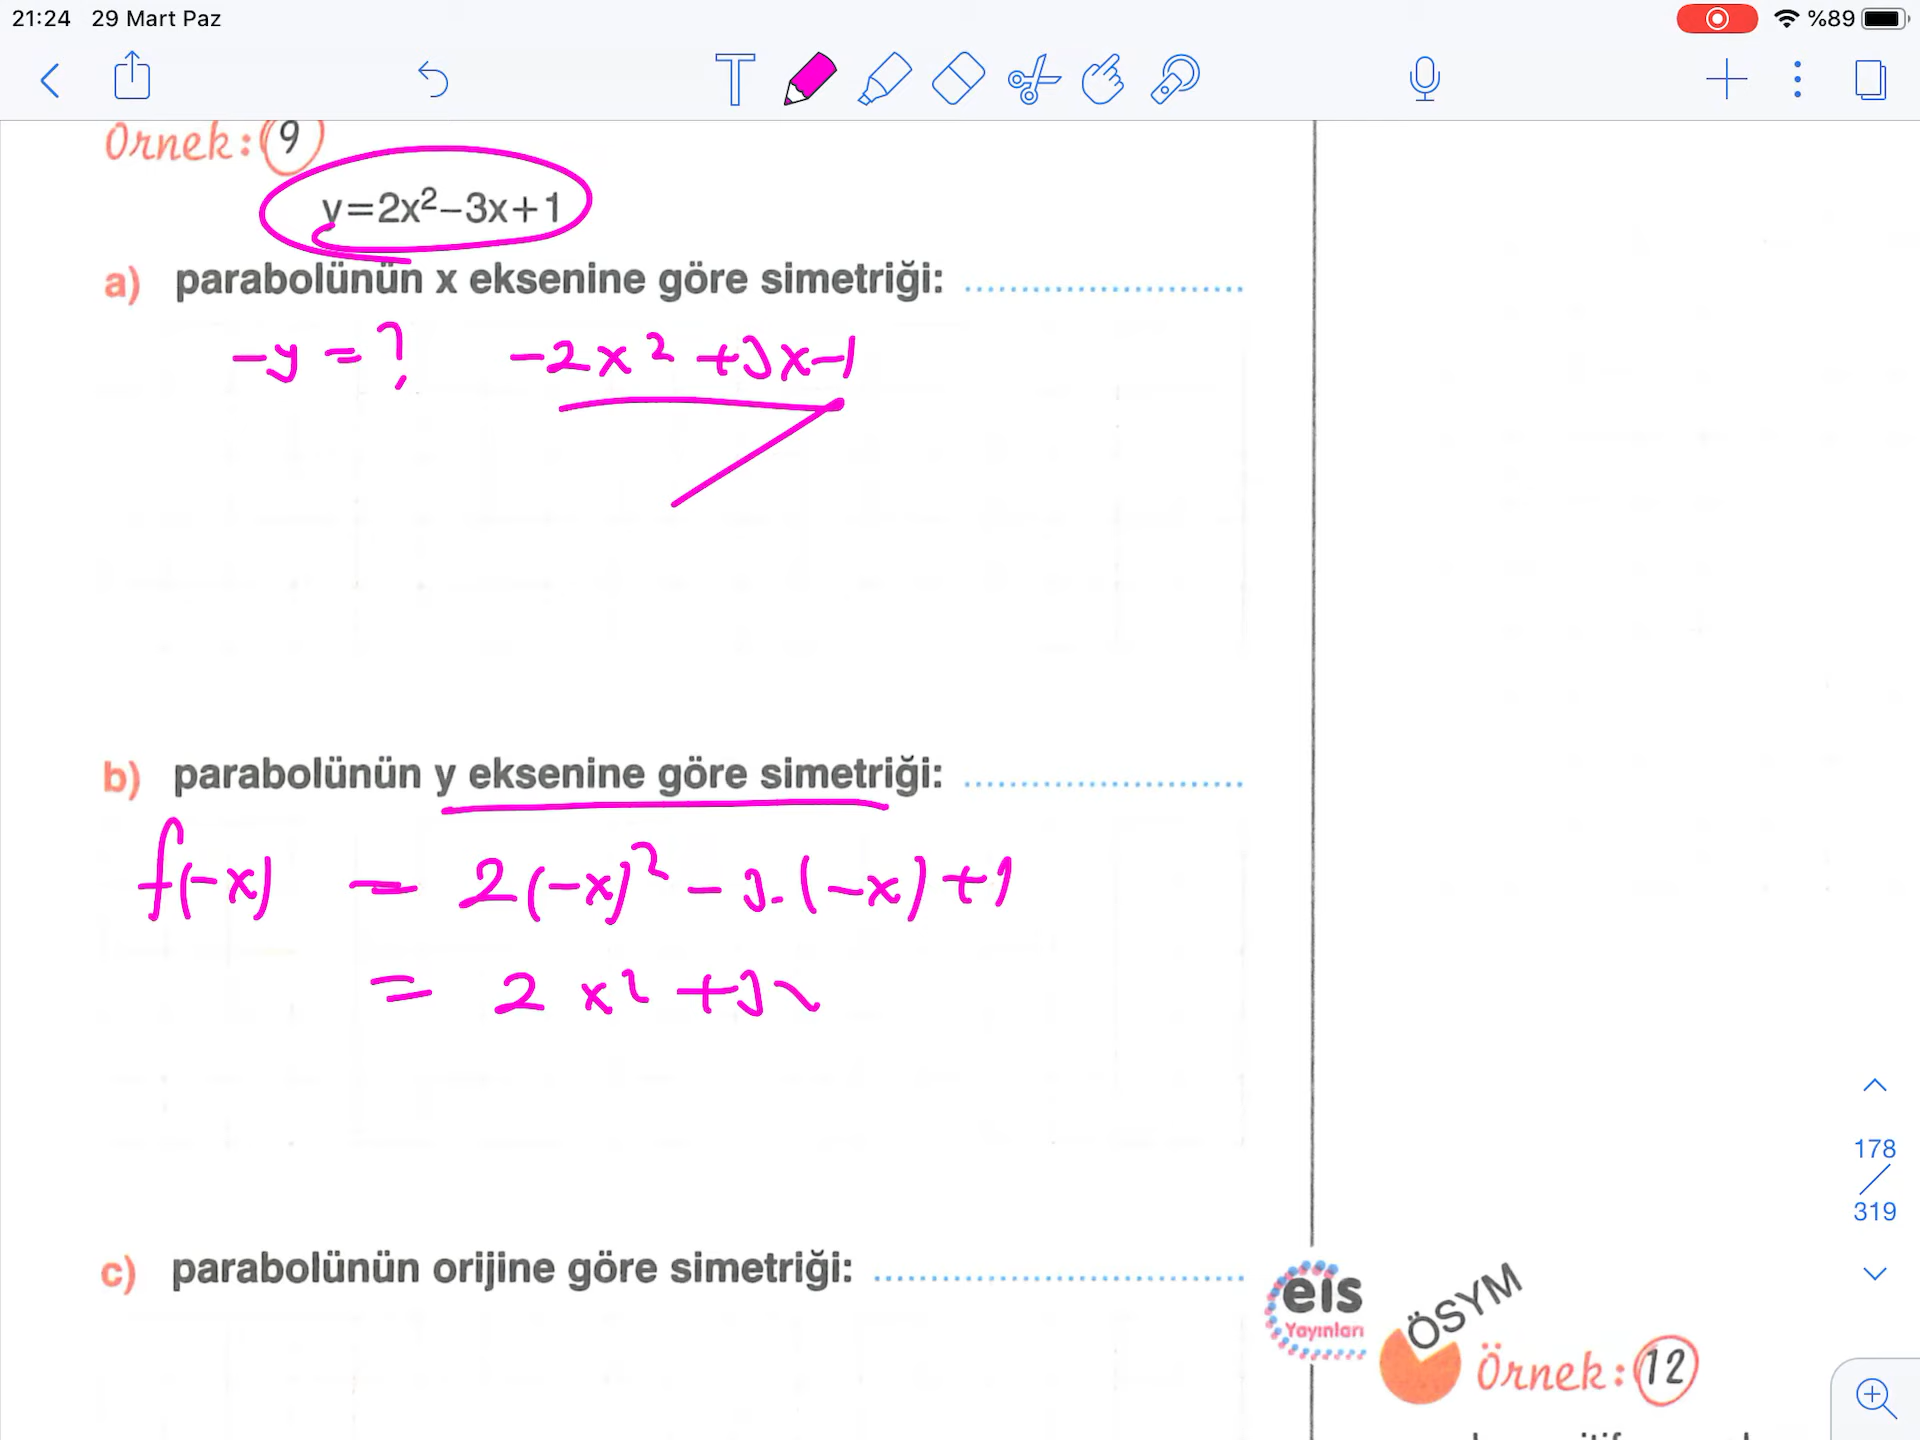 21:24 29 Mart Paz %89
Örnek: 9
y=2x²-3x+1
a) parabolünün x eksenine göre simetriği: ........................
-y = ? -2x² +3x-1
b) parabolünün y eksenine göre simetriği: ........................
f(-x) = 2(-x)² - 3.(-x) +1
= 2x² +3
178
319
c) parabolünün orijine göre simetriği: ................................
eis
Yayınları
ÖSYM
Örnek: 12